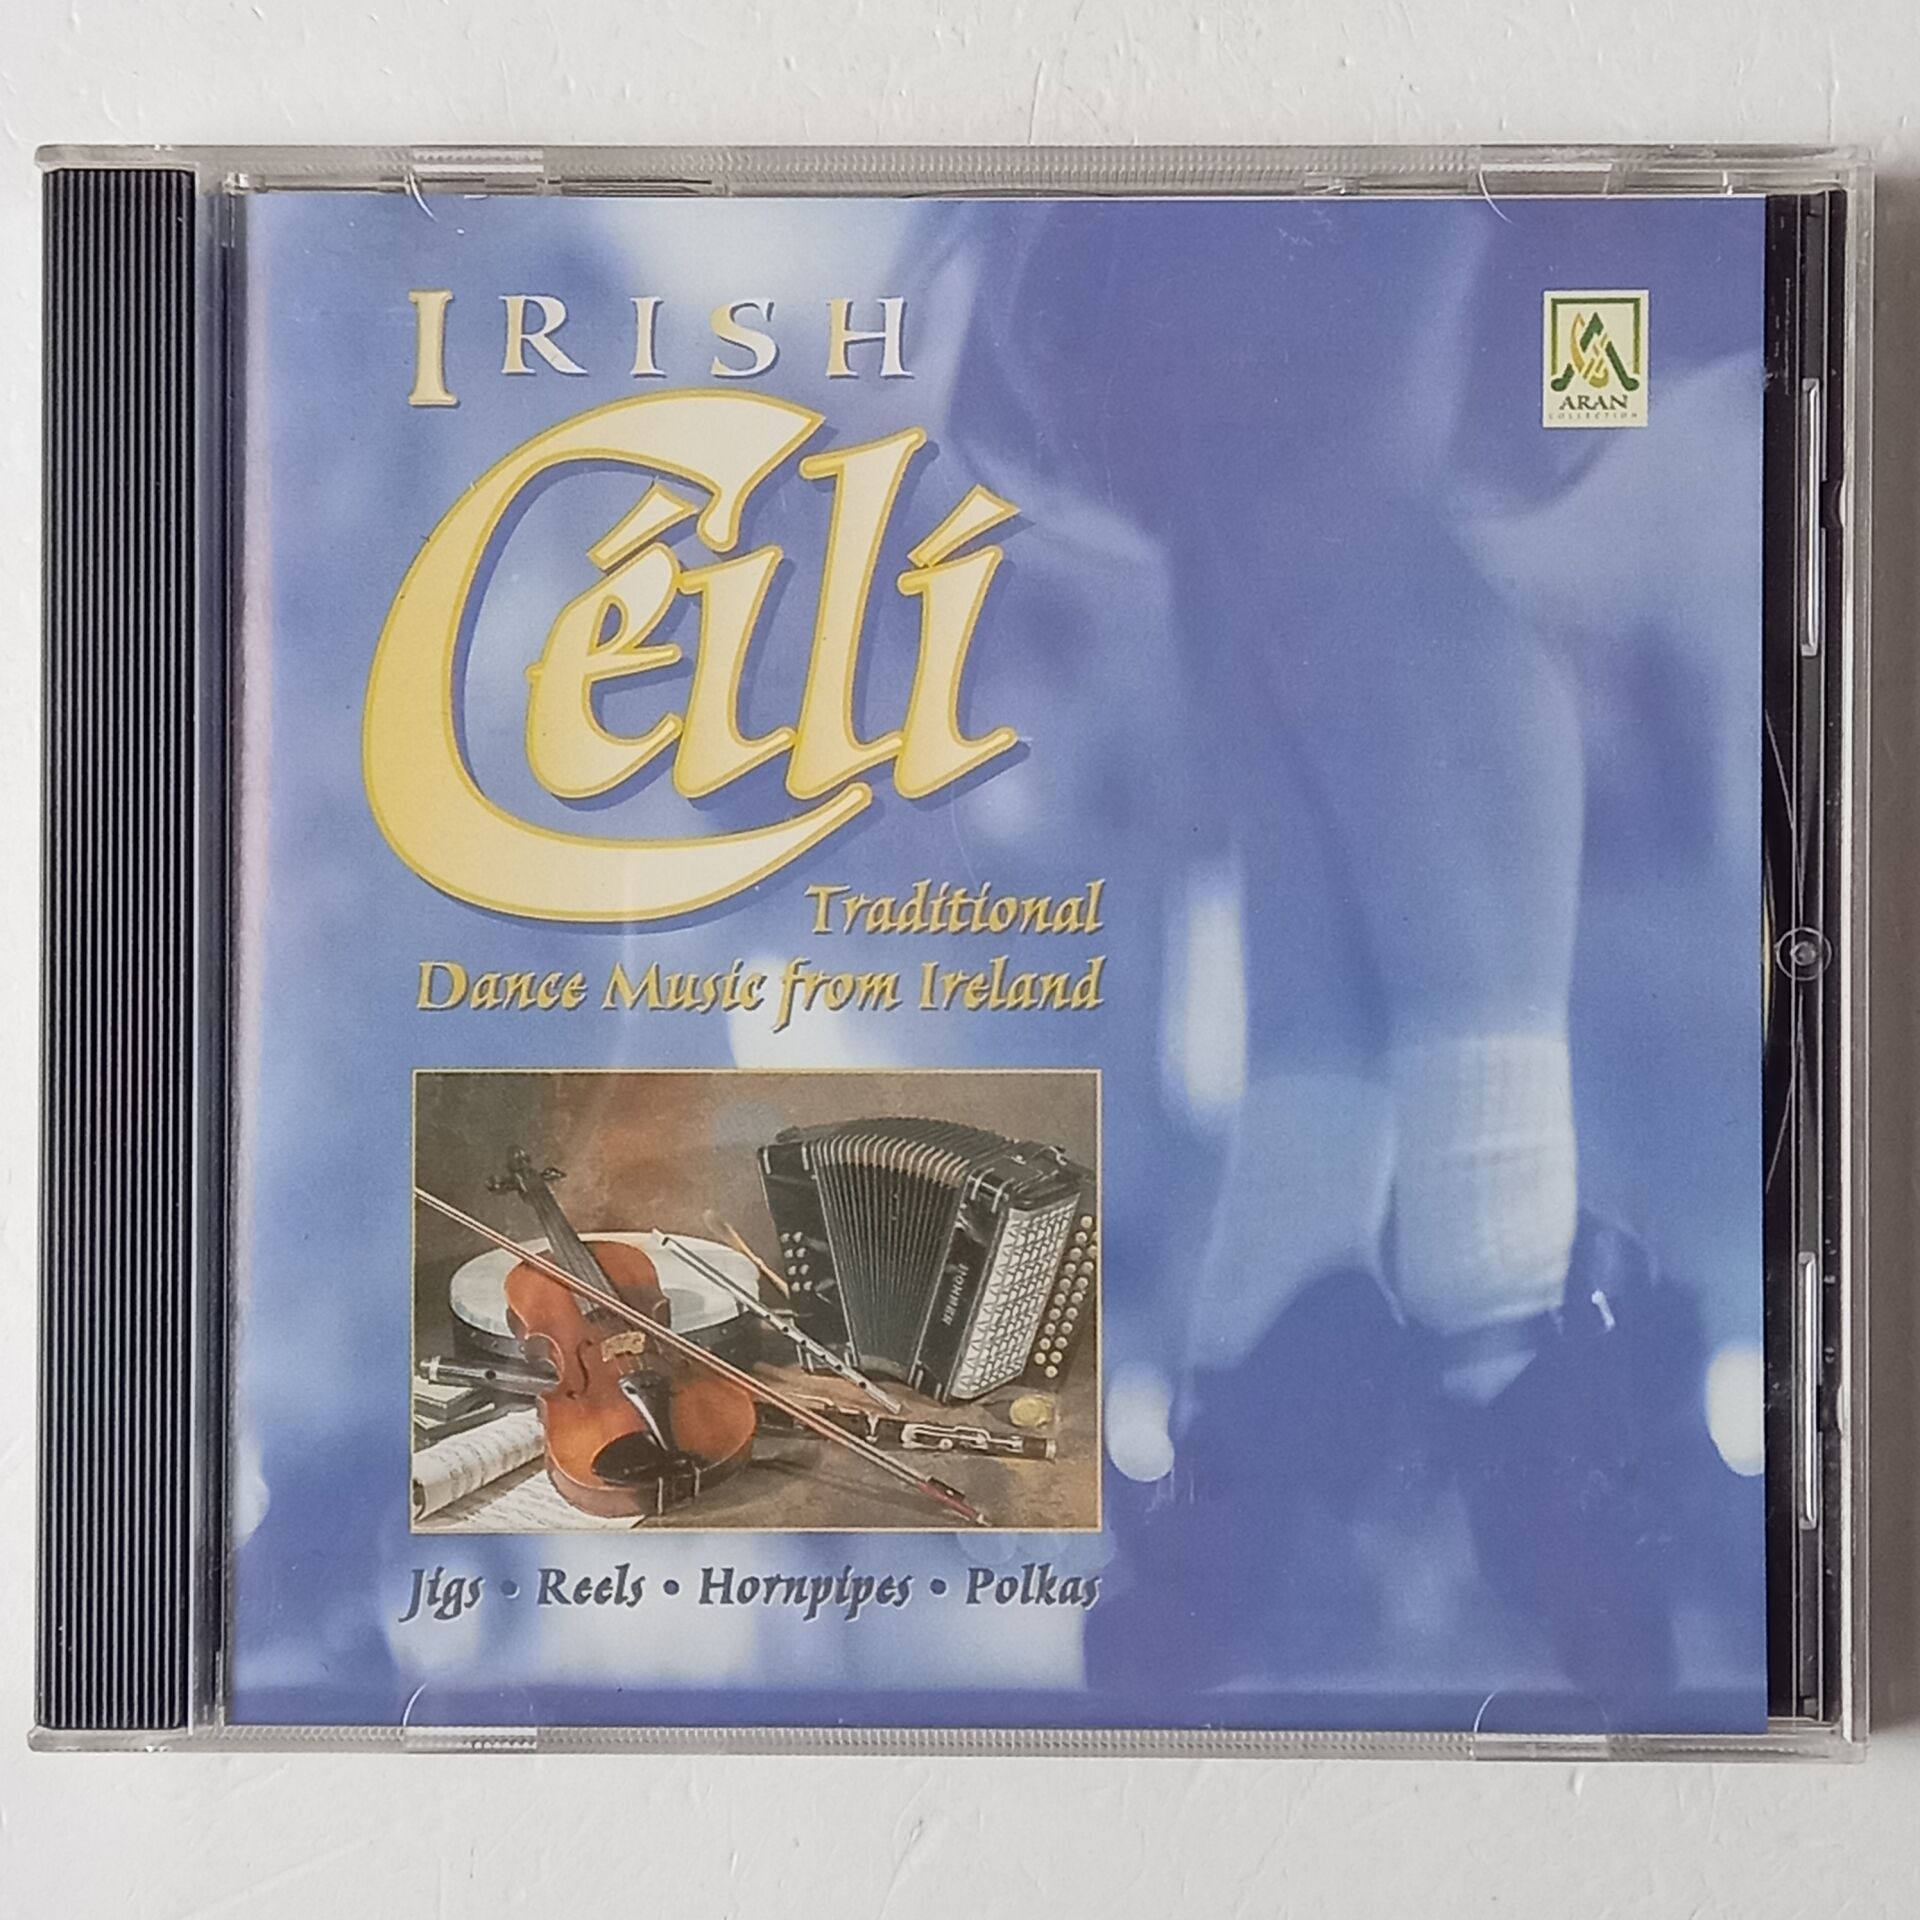 IRISH
Céilí
ARAN
COLLECTION
Traditional
Dance Music from Ireland
HOHNER
Jigs • Reels • Hornpipes • Polkas